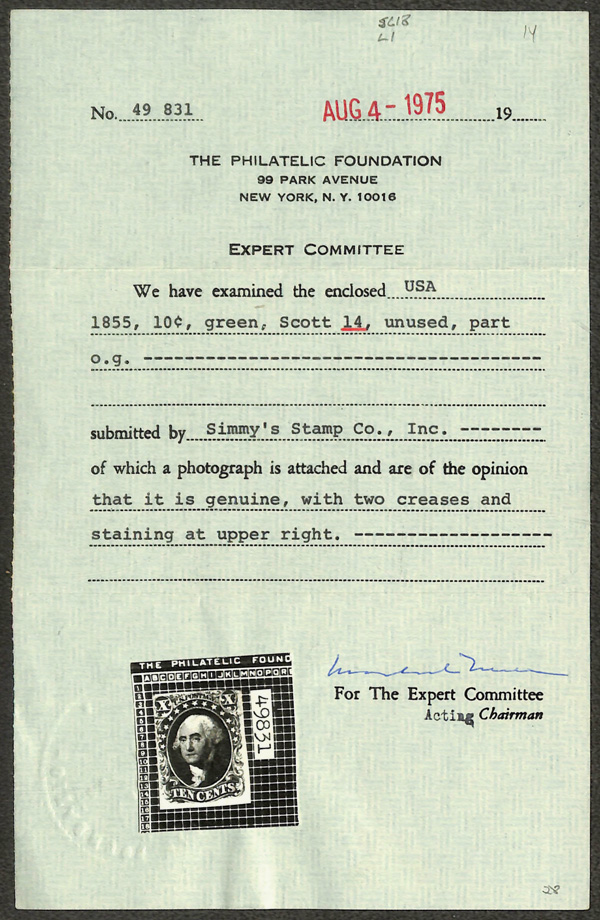 14
No. 49 831 AUG 4 - 1975 19
THE PHILATELIC FOUNDATION
99 PARK AVENUE
NEW YORK, N. Y. 10016
EXPERT COMMITTEE
We have examined the enclosed USA
1855, 10¢, green, Scott 14, unused, part
o.g.
submitted by Simmy's Stamp Co., Inc.
of which a photograph is attached and are of the opinion
that it is genuine, with two creases and
staining at upper right.
For The Expert Committee
Acting Chairman
THE PHILATELIC FOUND
ABCDEFGHIJKLMNOPQR
X X
49831
TEN CENTS